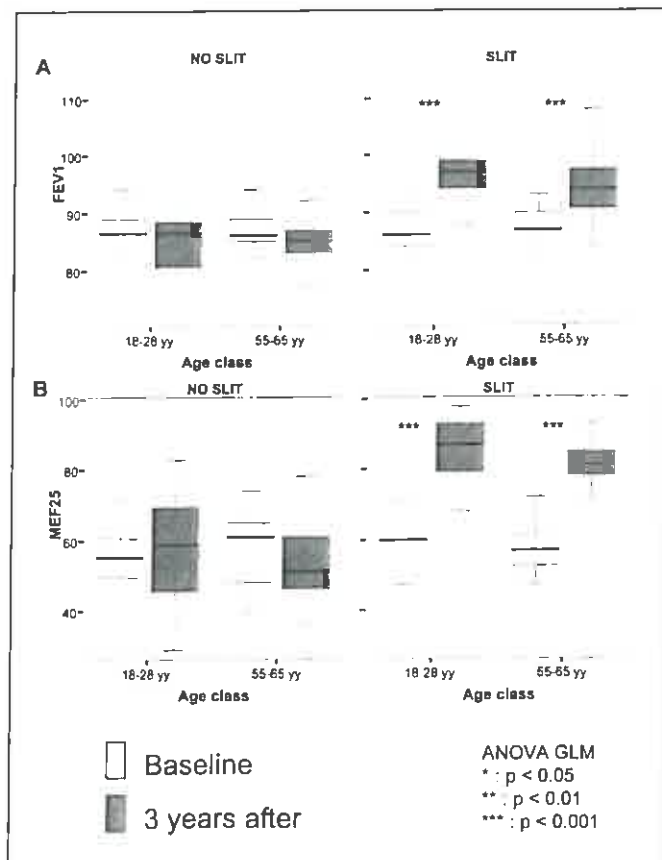 A
NO SLIT
SLIT
FEV1
110
100
90
80
***
***
18-28 yy
55-65 yy
18-28 yy
55-65 yy
Age class
Age class
B
NO SLIT
SLIT
MEF25
100
80
60
40
***
***
18-28 yy
55-65 yy
18-28 yy
55-65 yy
Age class
Age class
Baseline
3 years after
ANOVA GLM
* : p < 0.05
** : p < 0.01
*** : p < 0.001